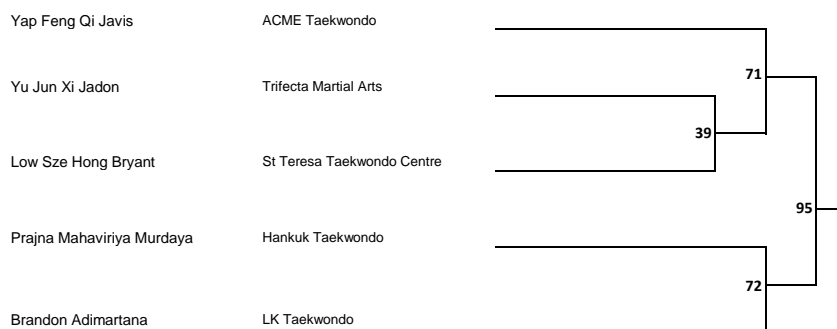 Yap Feng Qi Javis ACME Taekwondo
71
Yu Jun Xi Jadon Trifecta Martial Arts
39
Low Sze Hong Bryant St Teresa Taekwondo Centre
95
Prajna Mahaviriya Murdaya Hankuk Taekwondo
72
Brandon Adimartana LK Taekwondo